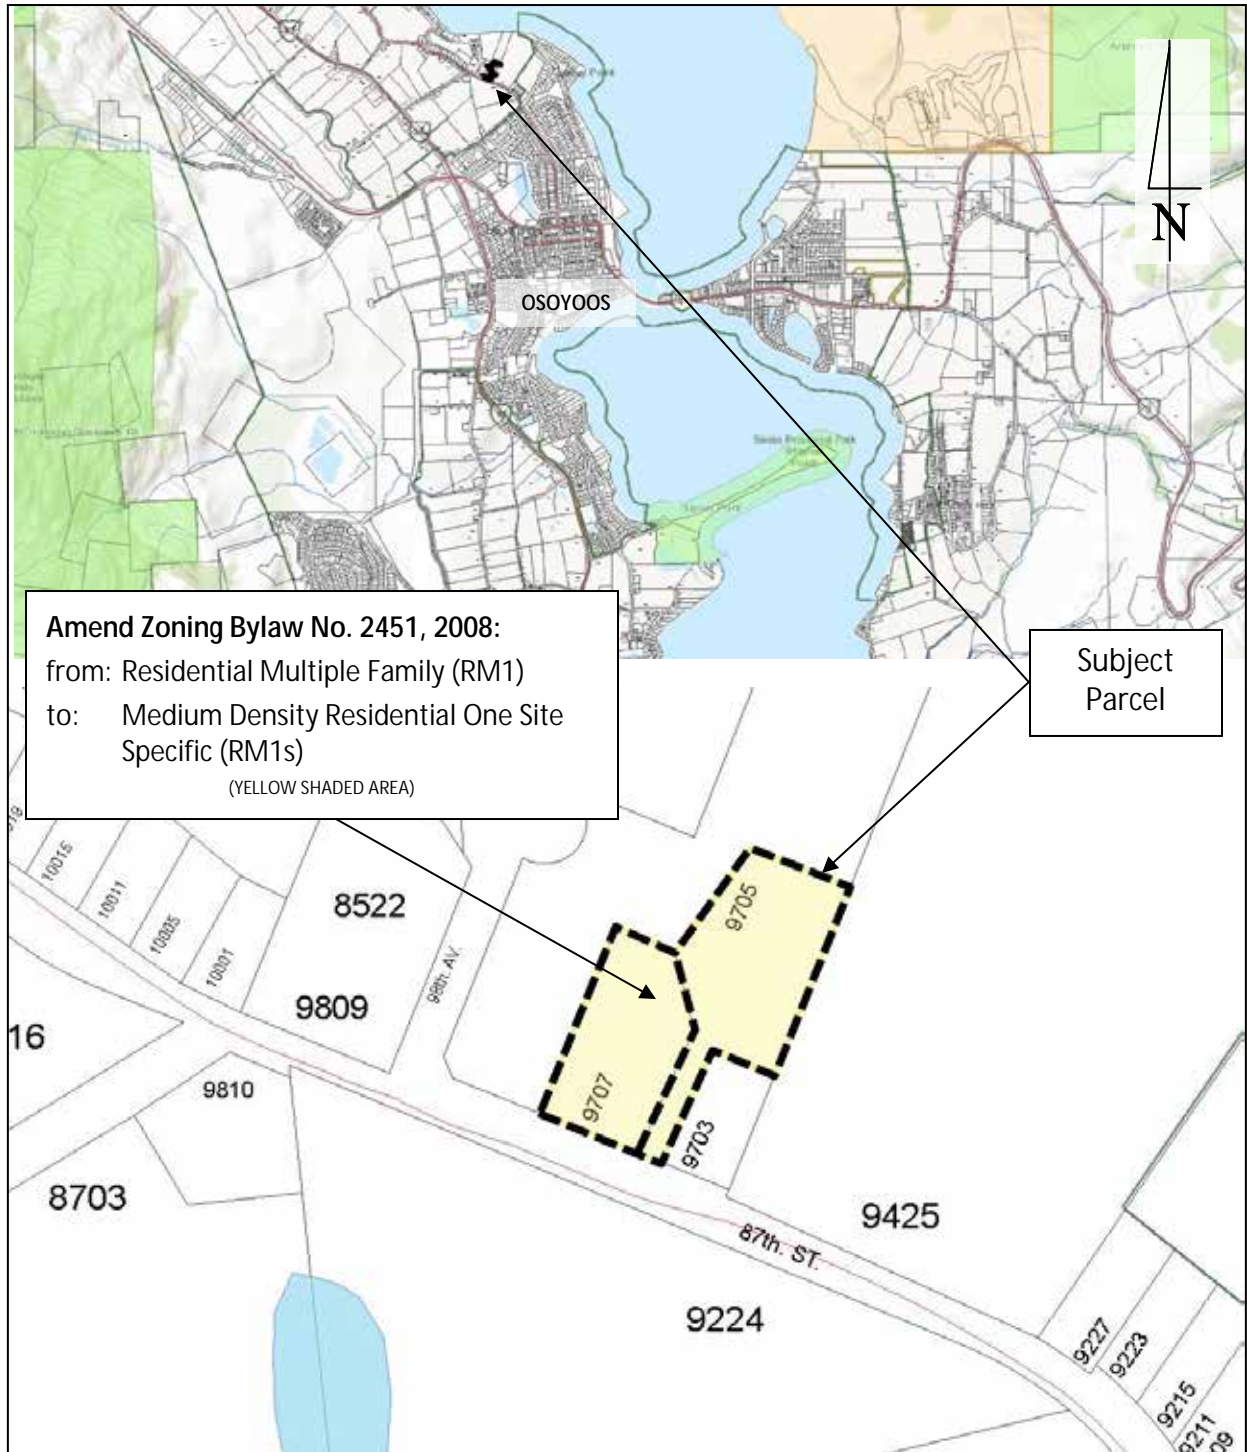 N
OSOYOOS
Amend Zoning Bylaw No. 2451, 2008:
from: Residential Multiple Family (RM1)
to: Medium Density Residential One Site
Specific (RM1s)
(YELLOW SHADED AREA)
Subject
Parcel
10015
10011
10005
10001
8522
98th. AV.
9809
16
9810
8703
9705
9707
9703
87th. ST.
9425
9224
9227
9223
9215
9211
09